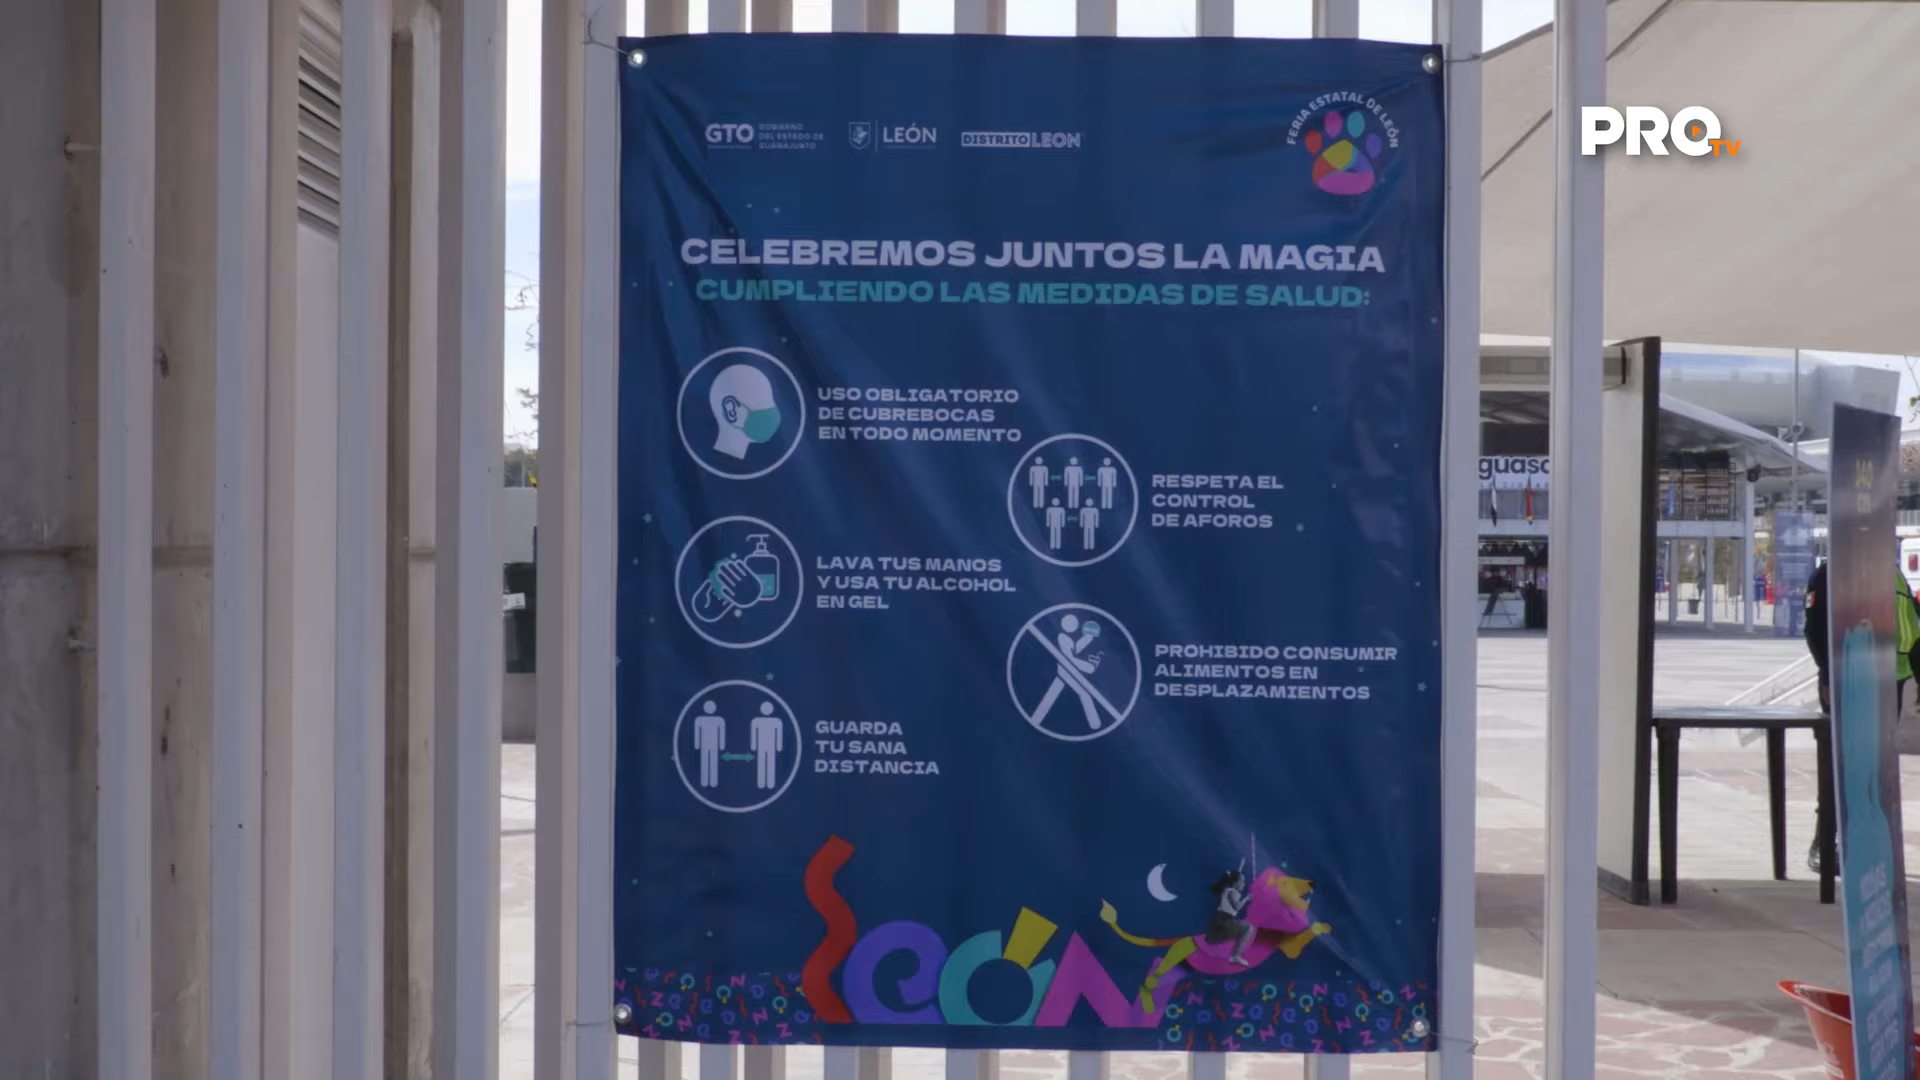 PRO TV
FERIA ESTATAL DE LEÓN
GTO GOBIERNO
DEL ESTADO DE
GUANAJUATO
LEÓN
DISTRITO LEON
CELEBREMOS JUNTOS LA MAGIA
CUMPLIENDO LAS MEDIDAS DE SALUD:
USO OBLIGATORIO
DE CUBREBOCAS
EN TODO MOMENTO
LAVA TUS MANOS
Y USA TU ALCOHOL
EN GEL
GUARDA
TU SANA
DISTANCIA
RESPETA EL
CONTROL
DE AFOROS
PROHIBIDO CONSUMIR
ALIMENTOS EN
DESPLAZAMIENTOS
león